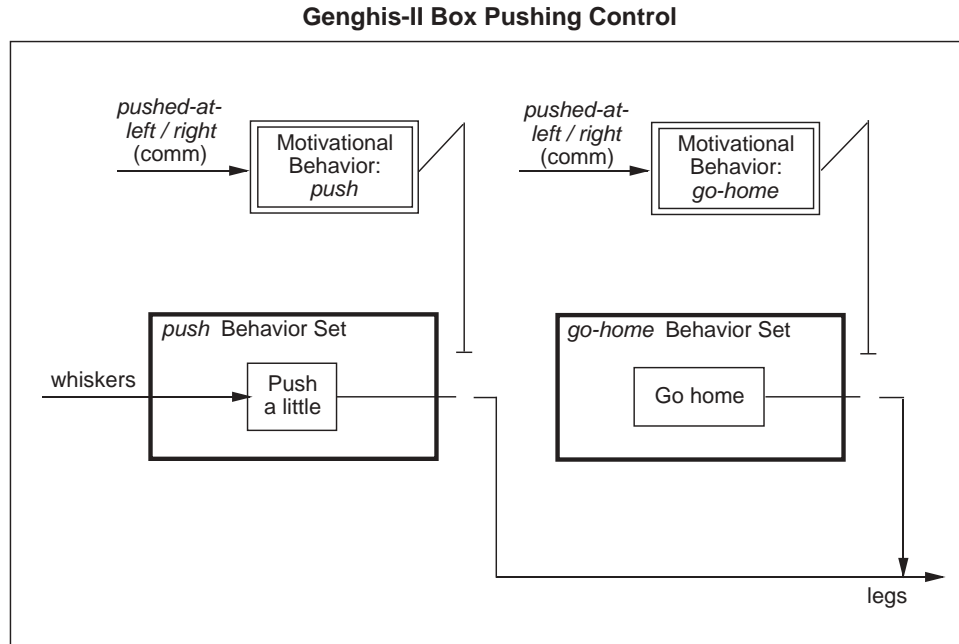 Genghis-II Box Pushing Control
pushed-at-
left / right
(comm)
Motivational
Behavior:
push
pushed-at-
left / right
(comm)
Motivational
Behavior:
go-home
push Behavior Set
whiskers
Push
a little
go-home Behavior Set
Go home
legs